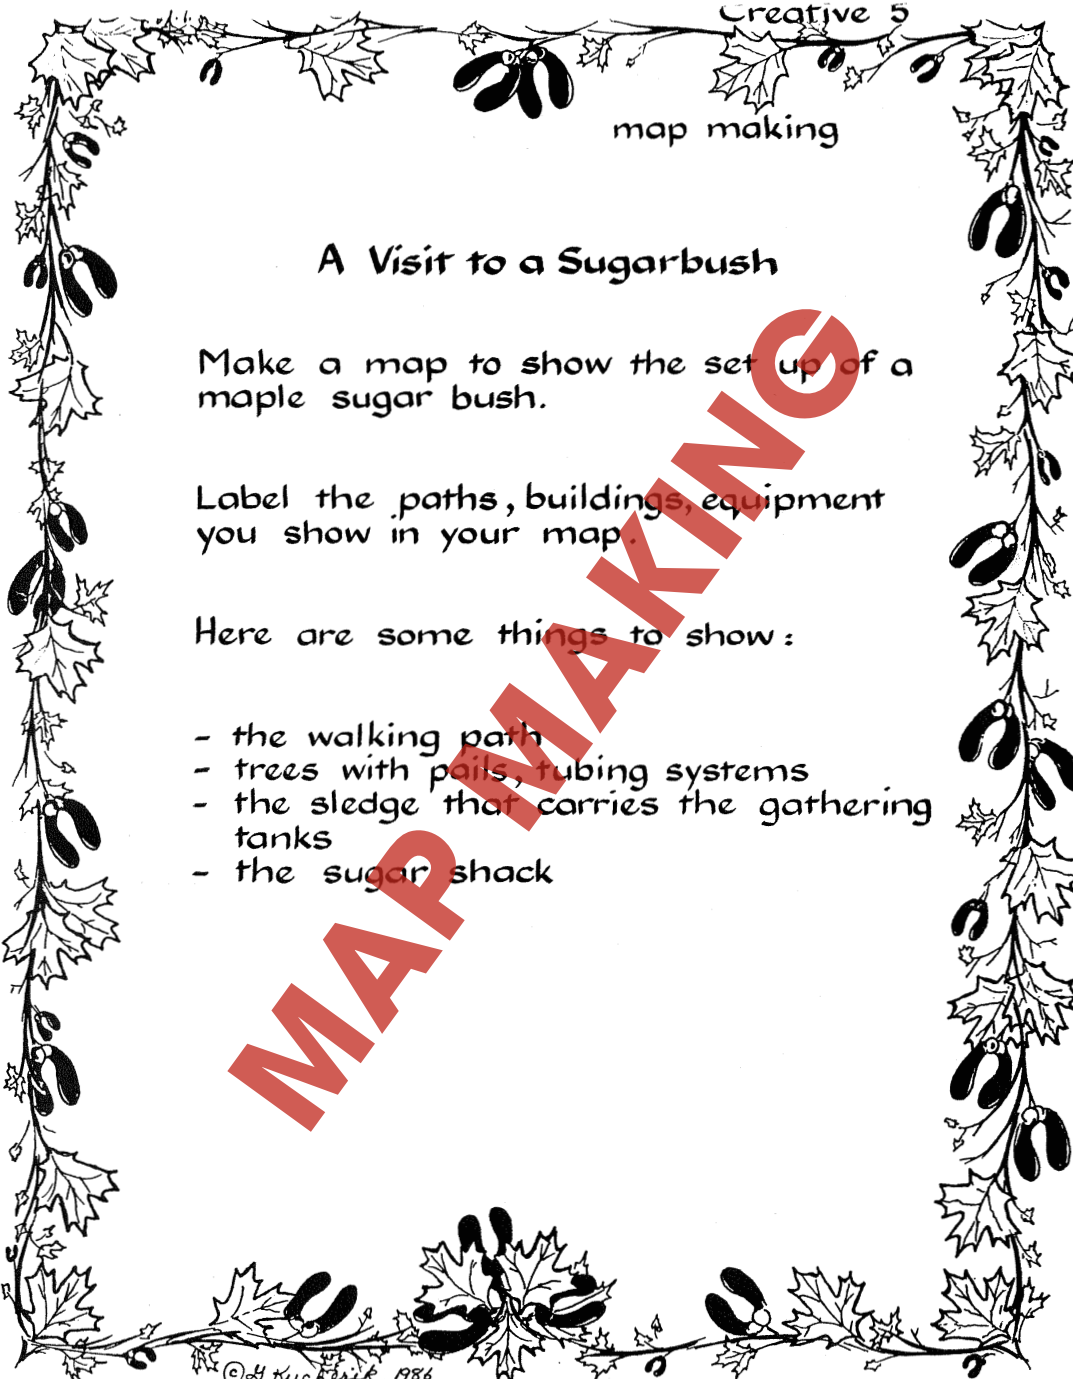 Creative 5
map making
A Visit to a Sugarbush
Make a map to show the set up of a
maple sugar bush.
Label the paths, buildings, equipment
you show in your map.
Here are some things to show:
- the walking path
- trees with pails, tubing systems
- the sledge that carries the gathering
tanks
- the sugar shack
MAP MAKING
© G Kucherik 1986